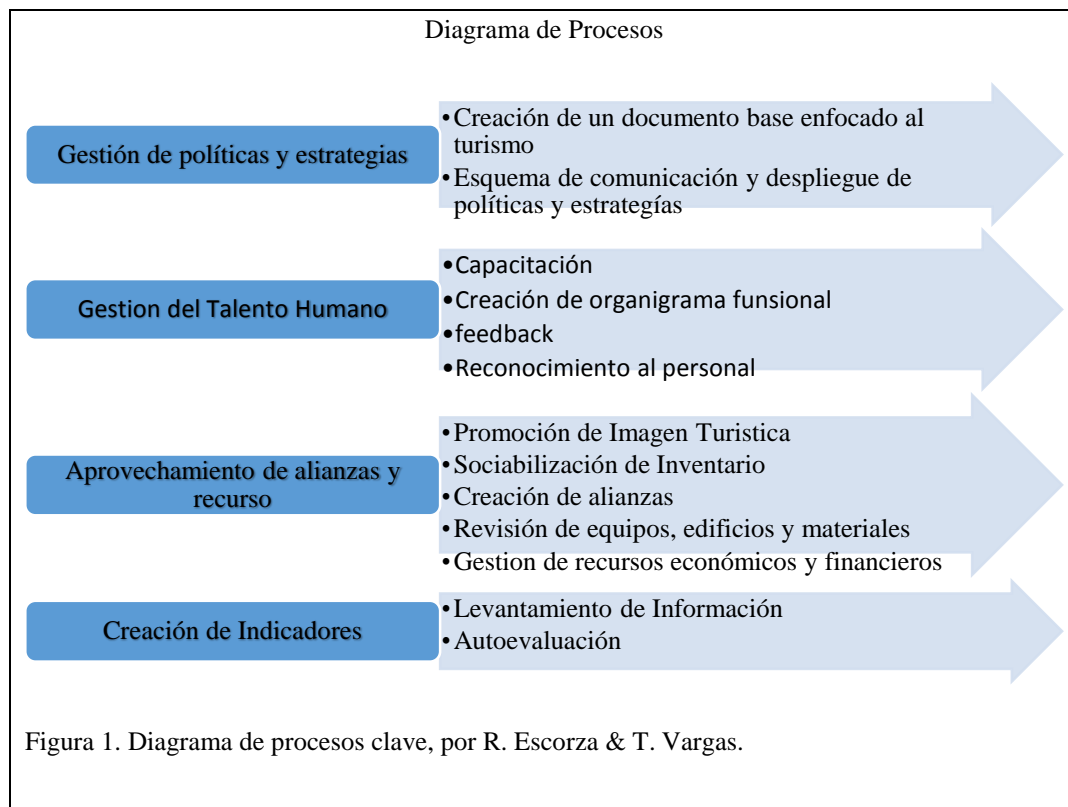 Diagrama de Procesos
Gestión de políticas y estrategias
•Creación de un documento base enfocado al
turismo
•Esquema de comunicación y despliegue de
políticas y estrategías
Gestion del Talento Humano
•Capacitación
•Creación de organigrama funsional
•feedback
•Reconocimiento al personal
Aprovechamiento de alianzas y
recurso
•Promoción de Imagen Turistica
•Sociabilización de Inventario
•Creación de alianzas
•Revisión de equipos, edificios y materiales
•Gestion de recursos económicos y financieros
Creación de Indicadores
•Levantamiento de Información
•Autoevaluación
Figura 1. Diagrama de procesos clave, por R. Escorza & T. Vargas.